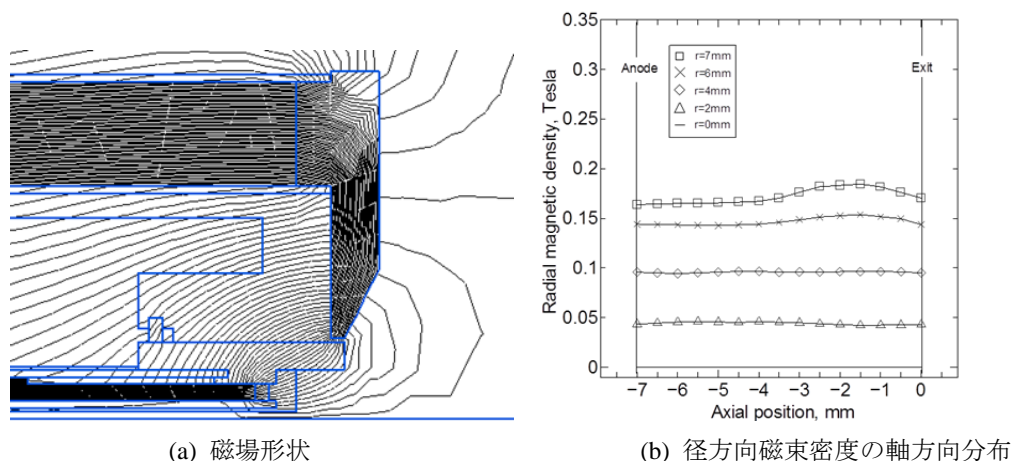 0.35
0.3
0.25
0.2
0.15
0.1
0.05
0
Radial magnetic density, Tesla
Anode
Exit
r=7mm
r=6mm
r=4mm
r=2mm
r=0mm
−7 −6 −5 −4 −3 −2 −1 0
Axial position, mm
(a) 磁場形状
(b) 径方向磁束密度の軸方向分布